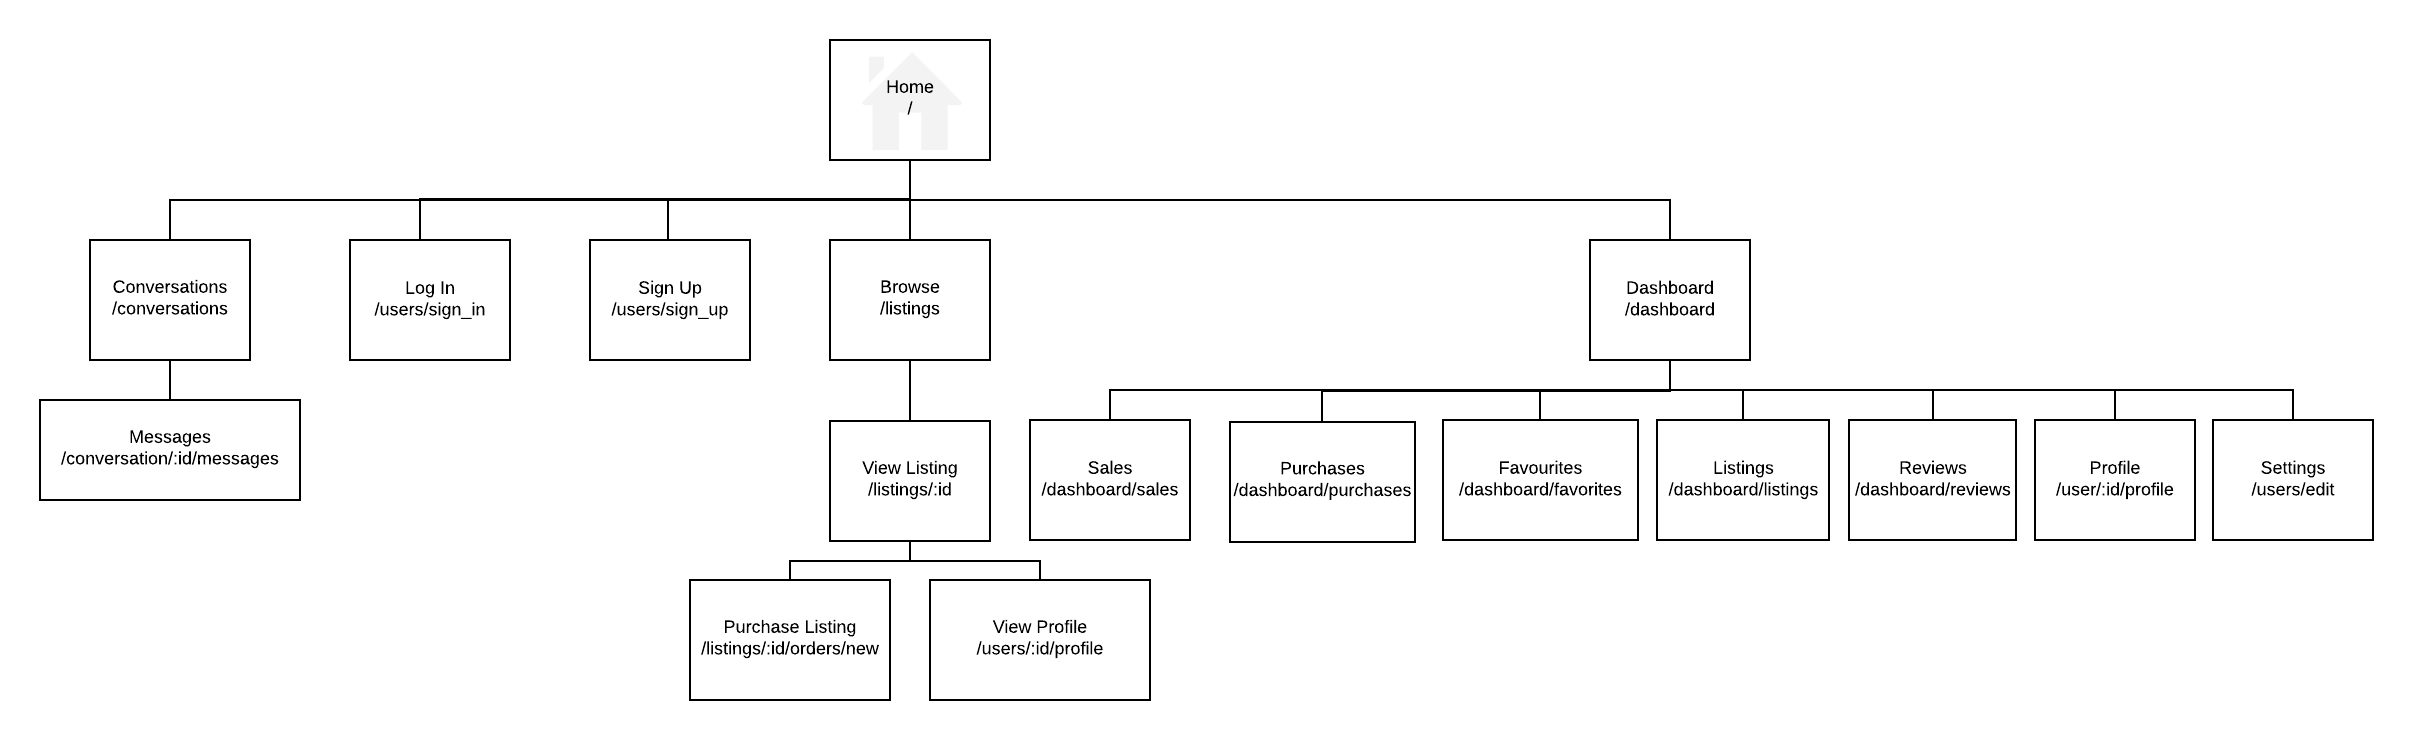 Home
/
Conversations
/conversations
Log In
/users/sign_in
Sign Up
/users/sign_up
Browse
/listings
Dashboard
/dashboard
Messages
/conversation/:id/messages
View Listing
/listings/:id
Sales
/dashboard/sales
Purchases
/dashboard/purchases
Favourites
/dashboard/favorites
Listings
/dashboard/listings
Reviews
/dashboard/reviews
Profile
/user/:id/profile
Settings
/users/edit
Purchase Listing
/listings/:id/orders/new
View Profile
/users/:id/profile